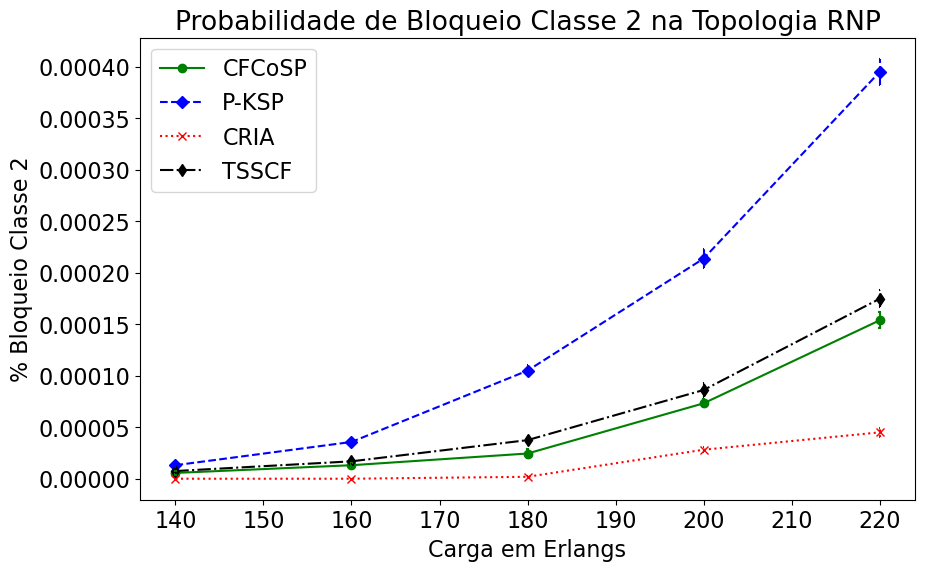 Probabilidade de Bloqueio Classe 2 na Topologia RNP
CFCoSP
P-KSP
CRIA
TSSCF
% Bloqueio Classe 2
0.00040
0.00035
0.00030
0.00025
0.00020
0.00015
0.00010
0.00005
0.00000
140 150 160 170 180 190 200 210 220
Carga em Erlangs